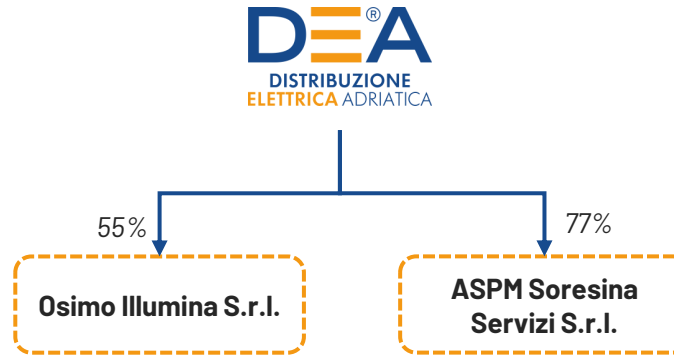 DEA®
DISTRIBUZIONE
ELETTRICA ADRIATICA
55%
77%
Osimo Illumina S.r.l.
ASPM Soresina
Servizi S.r.l.